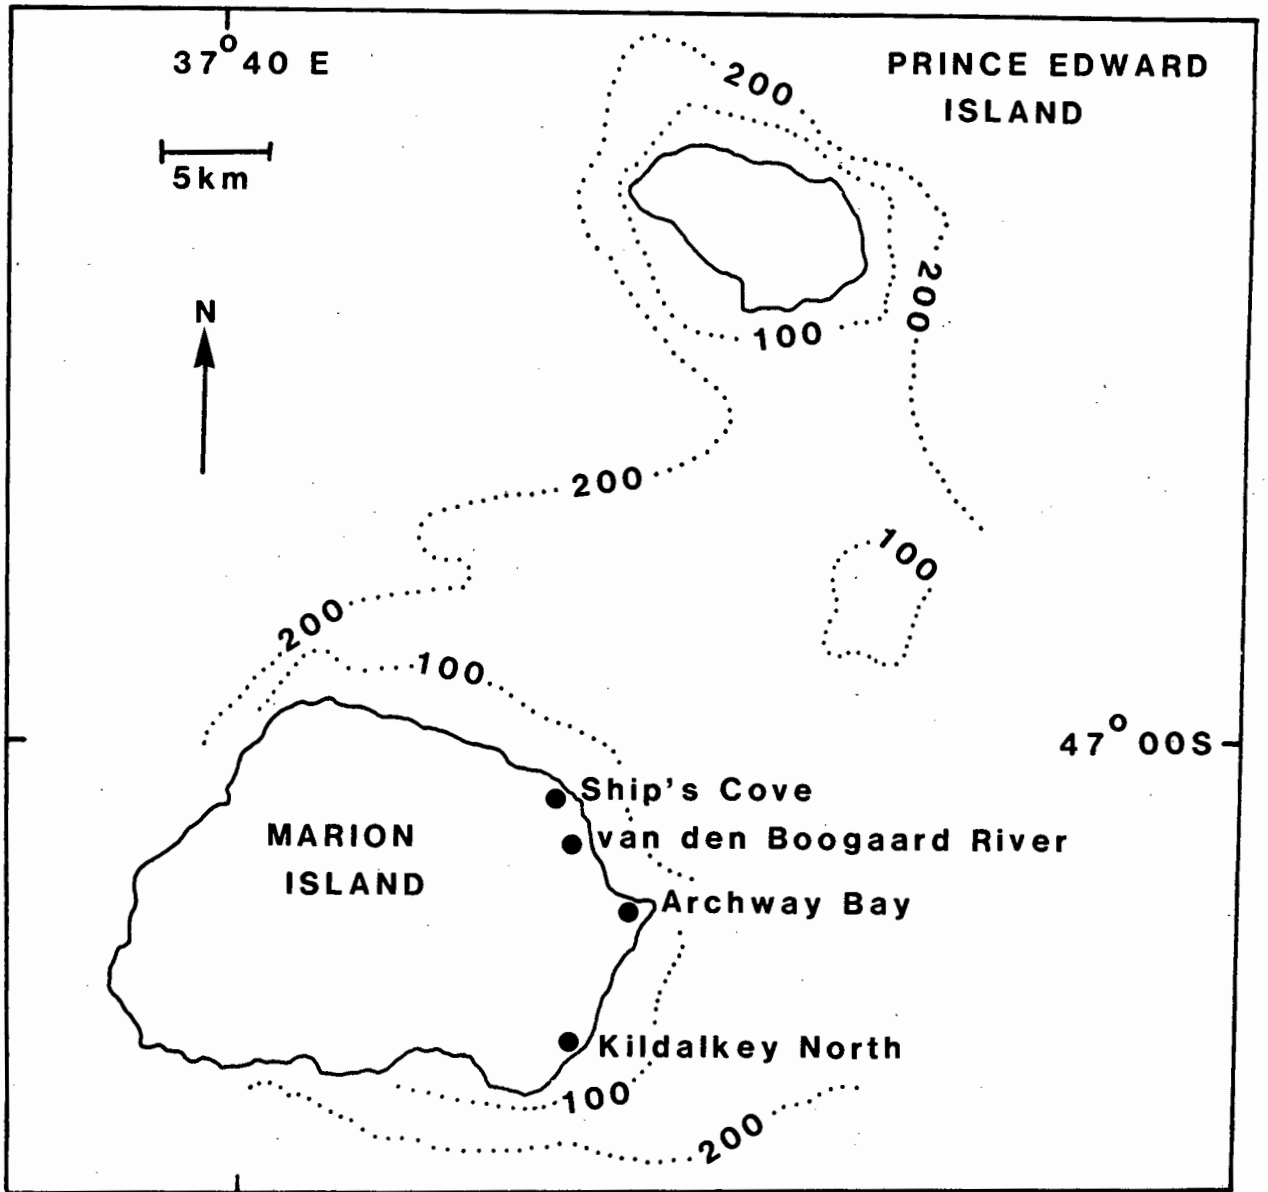 37° 40 E
PRINCE EDWARD
ISLAND
200
5km
200
N
100
200
100
200
100
47° 00S
Ship's Cove
MARION
van den Boogaard River
ISLAND
Archway Bay
Kildalkey North
100
200